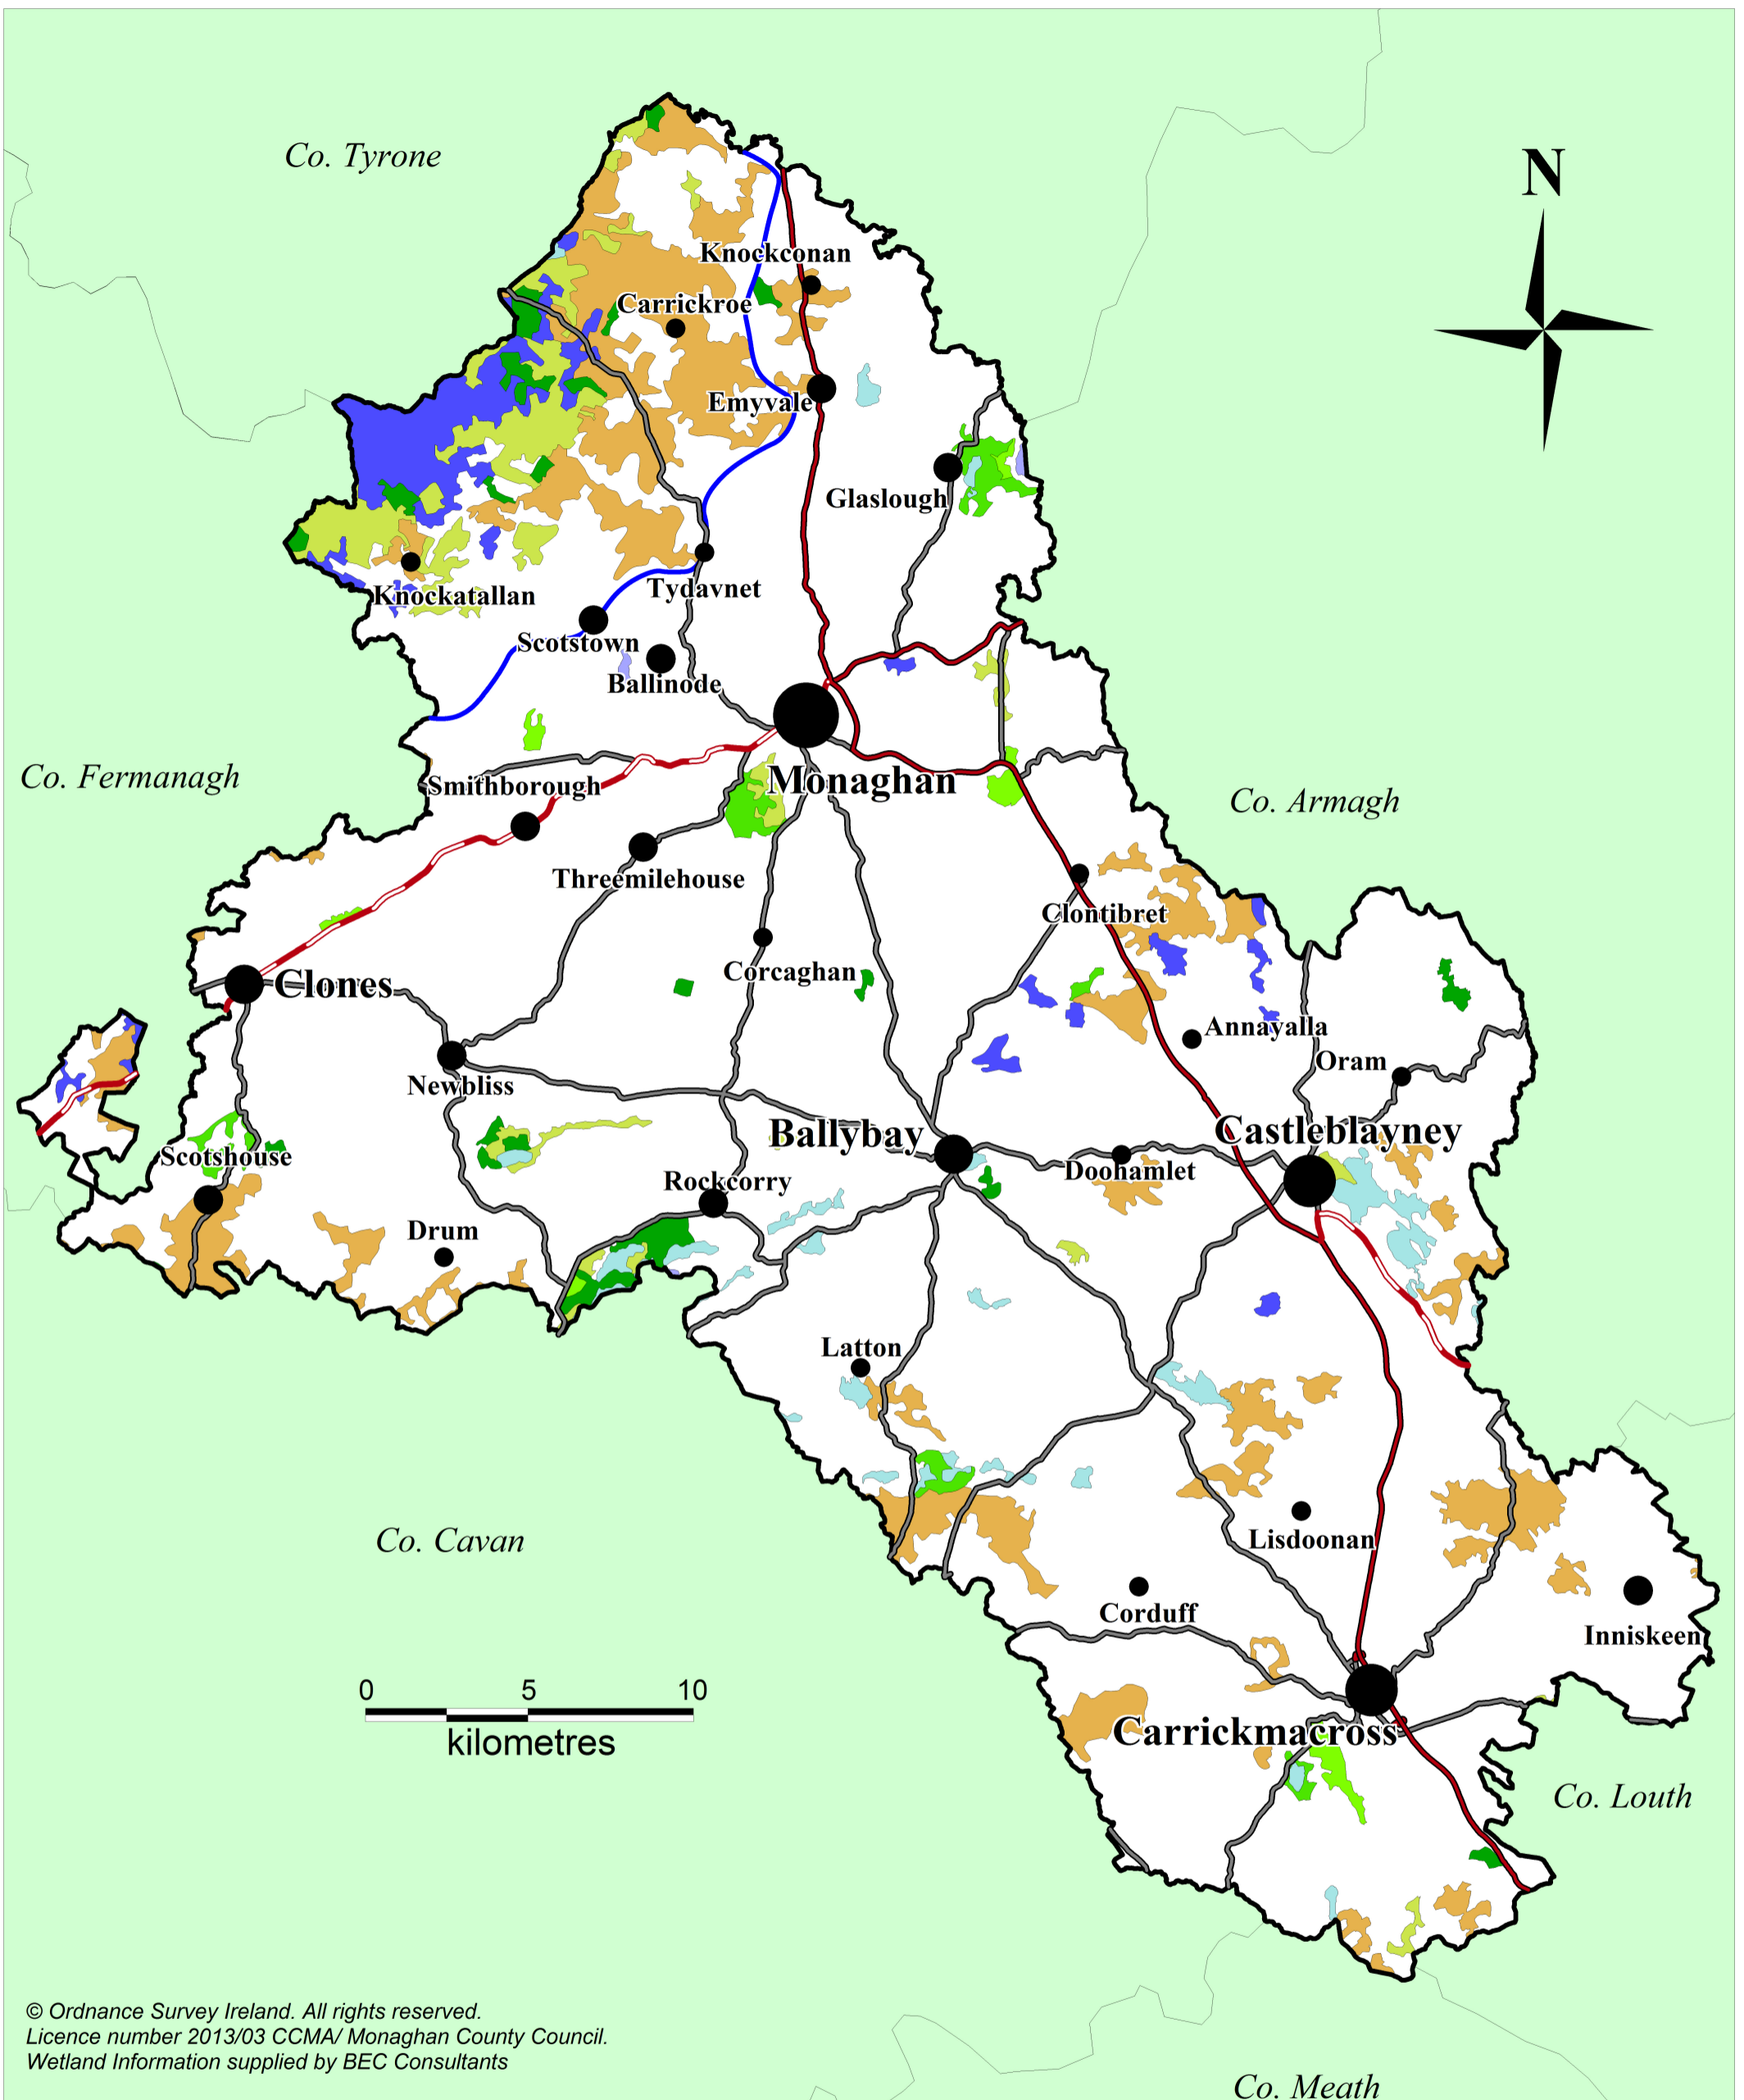 Co. Tyrone
N
Knockconan
Carrickroe
Emyvale
Glaslough
Tydavnet
Knockatallan
Scotstown
Ballinode
Co. Fermanagh
Smithborough
Monaghan
Co. Armagh
Threemilehouse
Clontibret
Corcaghan
Clones
Annayalla
Oram
Newbliss
Ballybay
Castleblayney
Scotshouse
Doohamlet
Rockcorry
Drum
Latton
Co. Cavan
Lisdoonan
Corduff
Inniskeen
0 5 10
kilometres
Carrickmacross
Co. Louth
© Ordnance Survey Ireland. All rights reserved.
Licence number 2013/03 CCMA/ Monaghan County Council.
Wetland Information supplied by BEC Consultants
Co. Meath